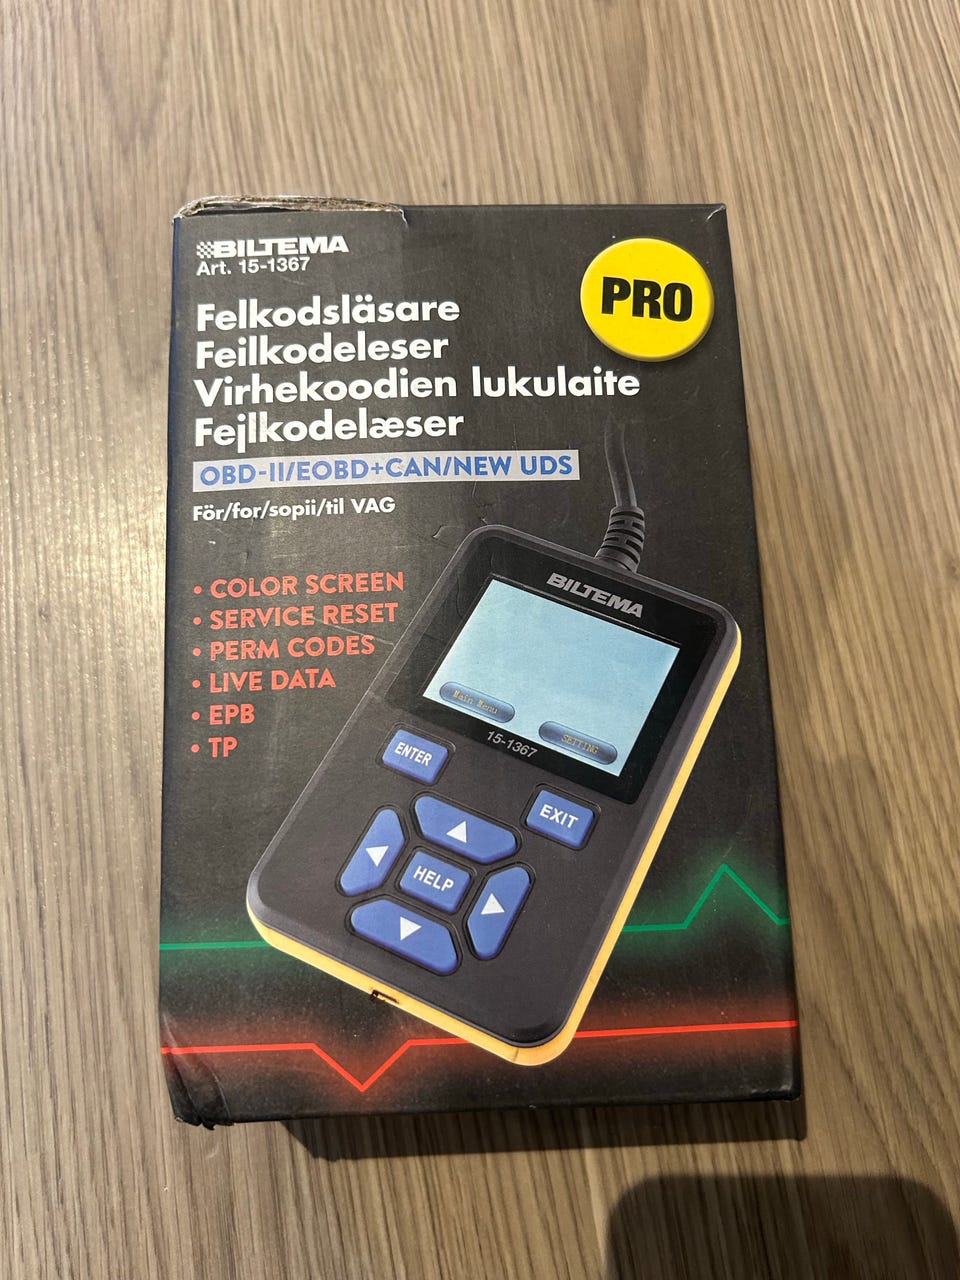 BILTEMA
Art. 15-1367
PRO
Felkodsläsare
Feilkodeleser
Virhekoodien lukulaite
Fejlkodelæser
OBD-II/EOBD+CAN/NEW UDS
För/for/sopii/til VAG
• COLOR SCREEN
• SERVICE RESET
• PERM CODES
• LIVE DATA
• EPB
• TP
BILTEMA
Main Menu
SETTING
15-1367
ENTER
EXIT
HELP